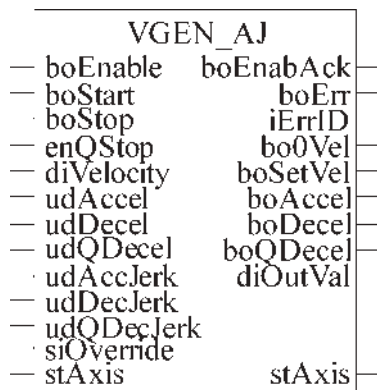 VGEN_AJ
boEnable boEnabAck
boStart boErr
boStop iErrID
enQStop bo0Vel
diVelocity boSetVel
udAccel boAccel
udDecel boDecel
udQDecel boQDecel
udAccJerk diOutVal
udDecJerk
udQDecJerk
siOverride
stAxis stAxis